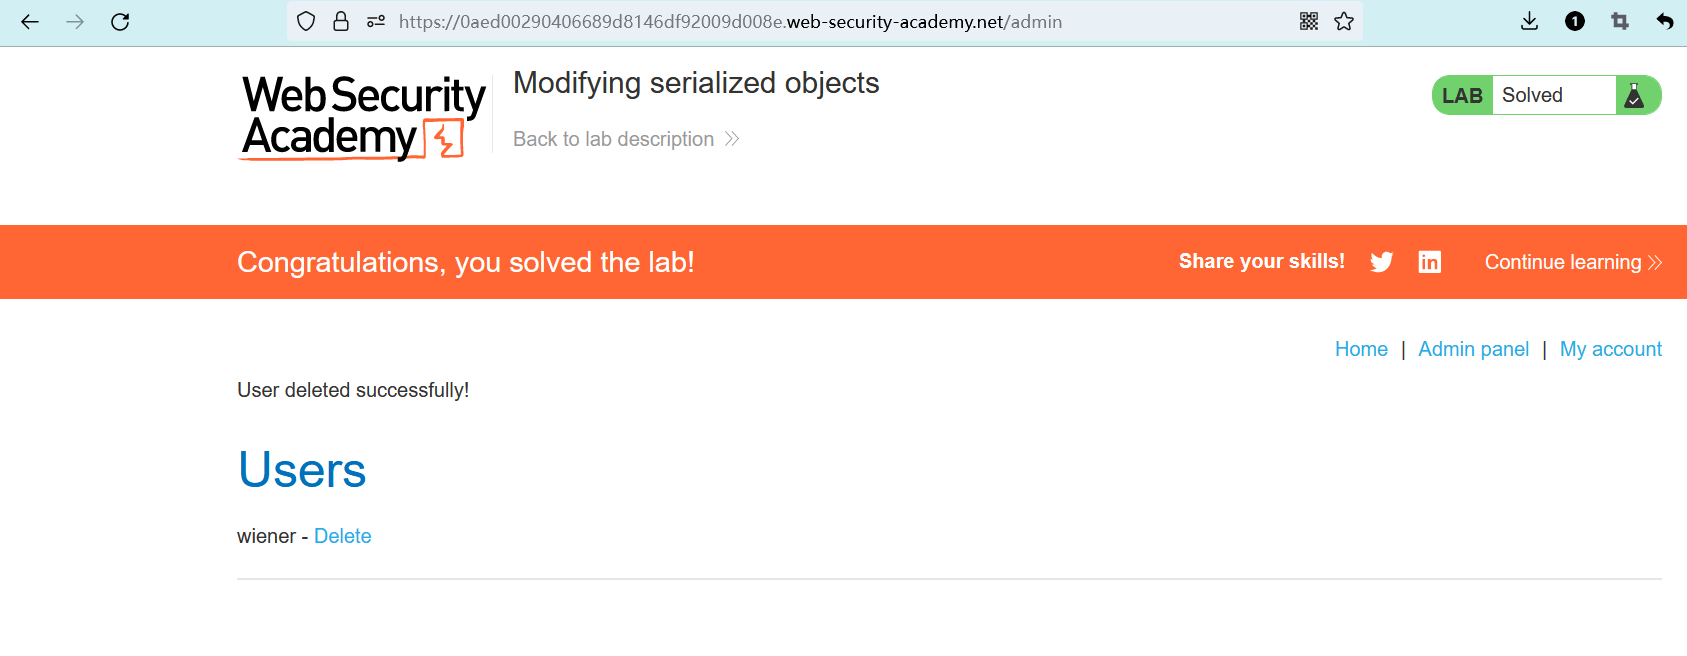 https://0aed00290406689d8146df92009d008e.web-security-academy.net/admin
1
Web Security
Academy
Modifying serialized objects
Back to lab description
LAB Solved
Congratulations, you solved the lab!
Share your skills!
in
Continue learning
Home | Admin panel | My account
User deleted successfully!
Users
wiener - Delete